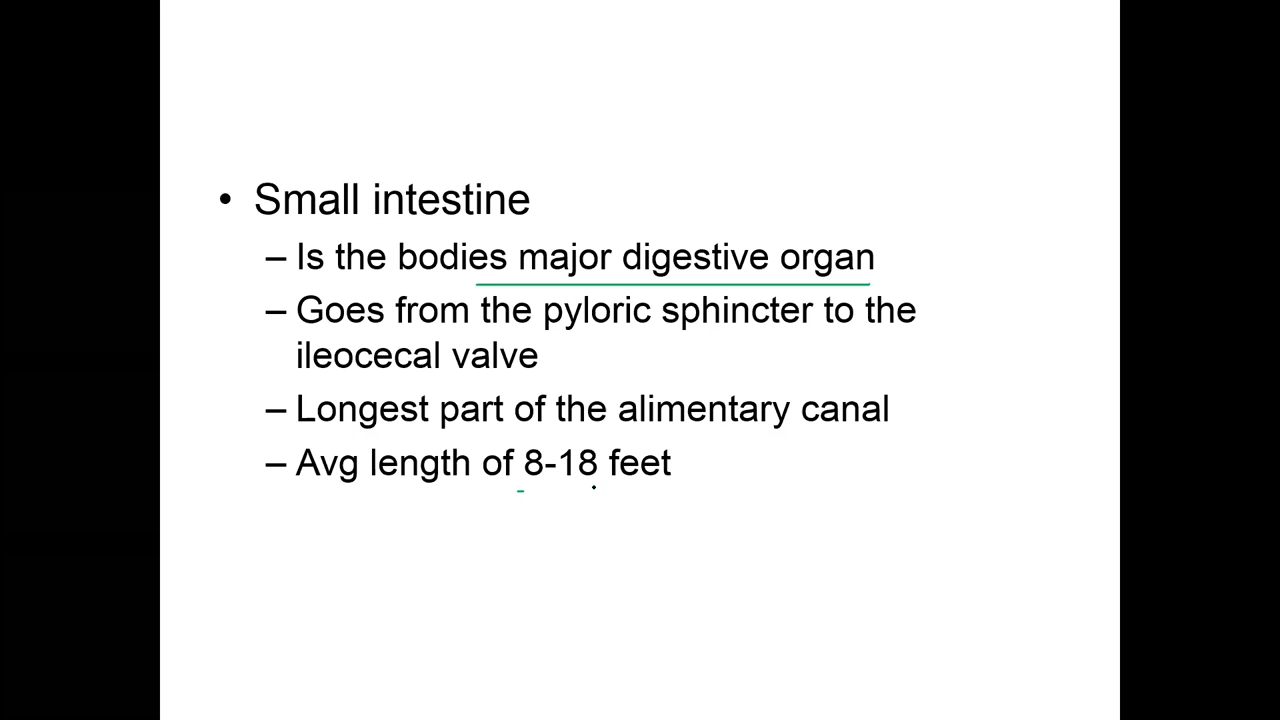 • Small intestine
– Is the bodies major digestive organ
– Goes from the pyloric sphincter to the
ileocecal valve
– Longest part of the alimentary canal
– Avg length of 8-18 feet